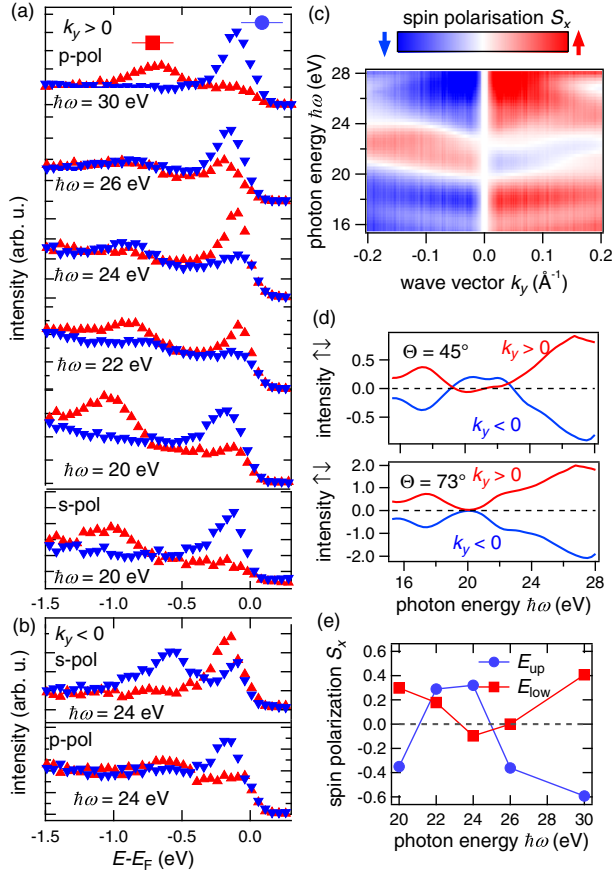 (a)
k_y > 0
p-pol
ħω = 30 eV
ħω = 26 eV
ħω = 24 eV
ħω = 22 eV
ħω = 20 eV
s-pol
ħω = 20 eV
intensity (arb. u.)
-1.5 -1.0 -0.5 0.0
(b)
k_y < 0
s-pol
ħω = 24 eV
p-pol
ħω = 24 eV
intensity (arb. u.)
-1.5 -1.0 -0.5 0.0
E-E_F (eV)
(c)
spin polarisation S_x
photon energy ħω (eV)
28
24
20
16
-0.2 -0.1 0.0 0.1 0.2
wave vector k_y (Å⁻¹)
(d)
intensity ↑↓
0.5
0.0
-0.5
Θ = 45°
k_y > 0
k_y < 0
intensity ↑↓
2.0
1.0
0.0
-1.0
-2.0
Θ = 73°
k_y > 0
k_y < 0
16 20 24 28
photon energy ħω (eV)
(e)
spin polarization S_x
0.6
0.4
0.2
0.0
-0.2
-0.4
-0.6
E_up
E_low
20 22 24 26 28 30
photon energy ħω (eV)